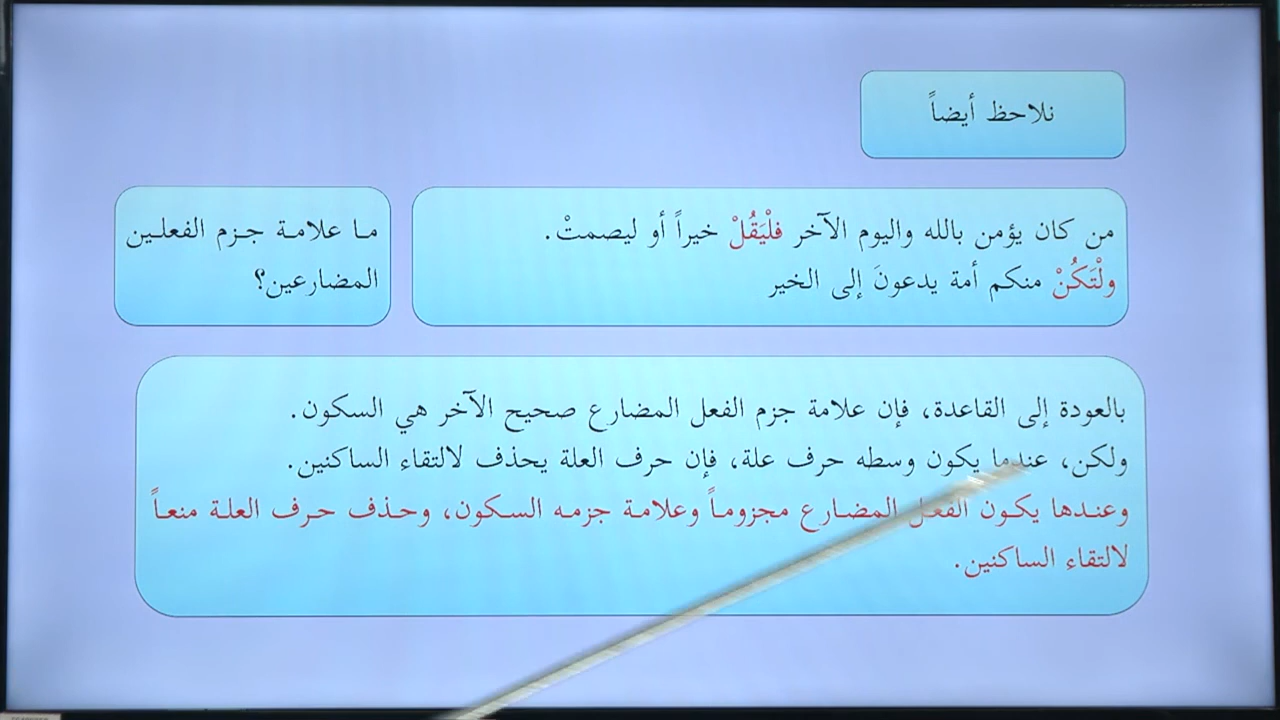 نلاحظ أيضاً
من كان يؤمن بالله واليوم الآخر فلْيَقُلْ خيراً أو ليصمتْ.
ولْتَكُنْ منكم أمة يدعونَ إلى الخير
ما علامة جزم الفعلين
المضارعين؟
بالعودة إلى القاعدة، فإن علامة جزم الفعل المضارع صحيح الآخر هي السكون.
ولكن، عندما يكون وسطه حرف علة، فإن حرف العلة يحذف لالتقاء الساكنين.
وعندها يكون الفعل المضارع مجزوماً وعلامة جزمه السكون، وحذف حرف العلة منعاً
لالتقاء الساكنين.